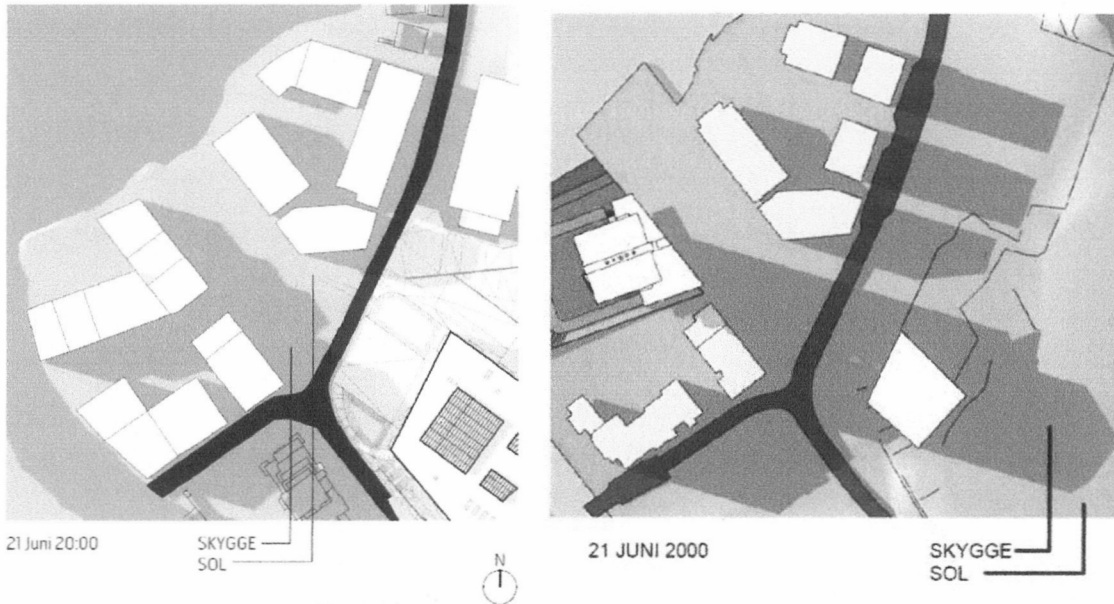 21 Juni 20:00
SKYGGE
SOL
N
21 JUNI 2000
SKYGGE
SOL